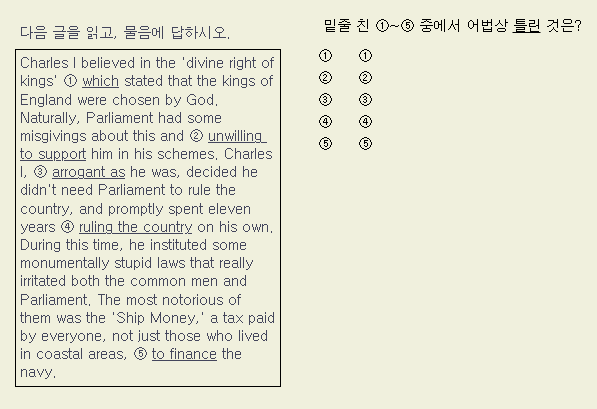 다음 글을 읽고, 물음에 답하시오.
Charles I believed in the 'divine right of
kings' ① which stated that the kings of
England were chosen by God.
Naturally, Parliament had some
misgivings about this and ② unwilling
to support him in his schemes. Charles
I, ③ arrogant as he was, decided he
didn't need Parliament to rule the
country, and promptly spent eleven
years ④ ruling the country on his own.
During this time, he instituted some
monumentally stupid laws that really
irritated both the common men and
Parliament. The most notorious of
them was the 'Ship Money,' a tax paid
by everyone, not just those who lived
in coastal areas, ⑤ to finance the
navy.
밑줄 친 ①~⑤ 중에서 어법상 틀린 것은?
① ①
② ②
③ ③
④ ④
⑤ ⑤